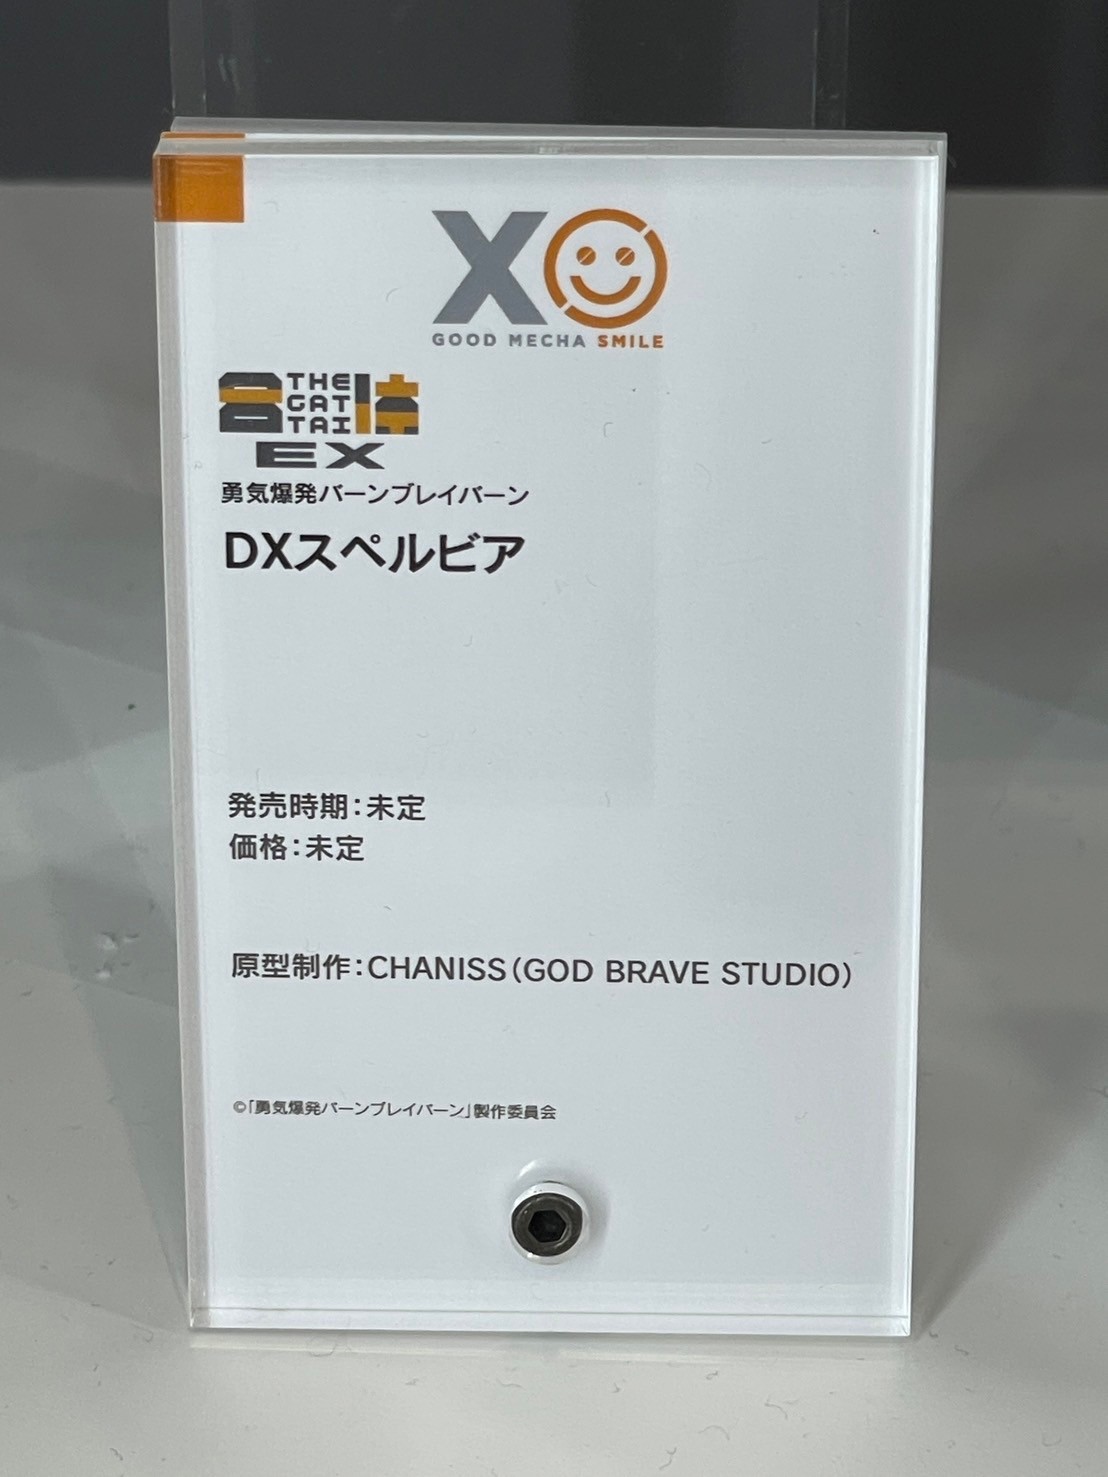 XO
GOOD MECHA SMILE
合 THE GAT TAI 体
EX
勇気爆発バーンブレイバーン
DXスペルビア
発売時期：未定
価格：未定
原型制作：CHANISS（GOD BRAVE STUDIO）
©「勇気爆発バーンブレイバーン」製作委員会